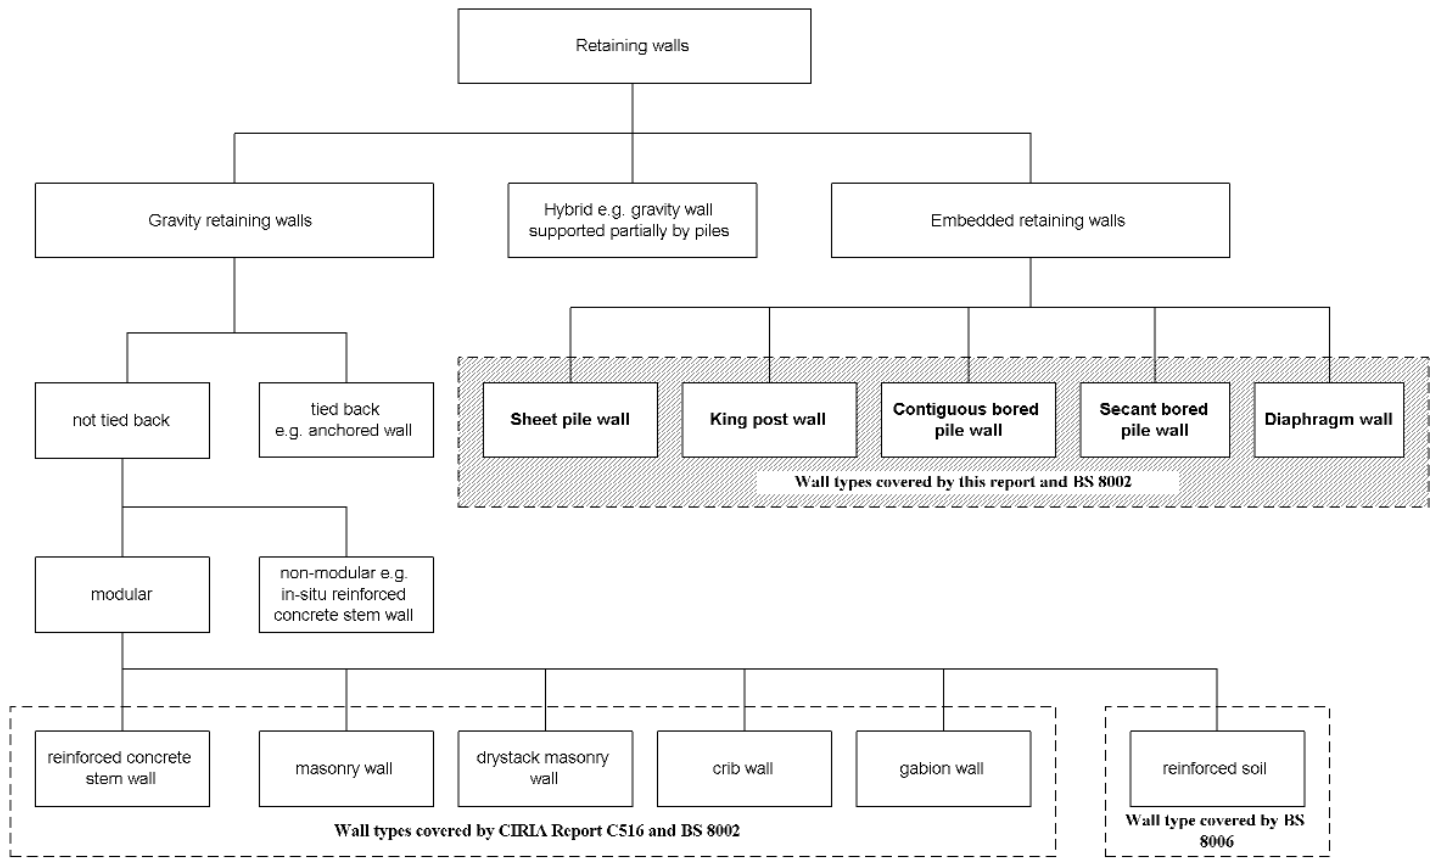 Retaining walls
Gravity retaining walls
Hybrid e.g. gravity wall
supported partially by piles
Embedded retaining walls
not tied back
tied back
e.g. anchored wall
Sheet pile wall
King post wall
Contiguous bored
pile wall
Secant bored
pile wall
Diaphragm wall
Wall types covered by this report and BS 8002
modular
non-modular e.g.
in-situ reinforced
concrete stem wall
reinforced concrete
stem wall
masonry wall
drystack masonry
wall
crib wall
gabion wall
reinforced soil
Wall types covered by CIRIA Report C516 and BS 8002
Wall type covered by BS
8006